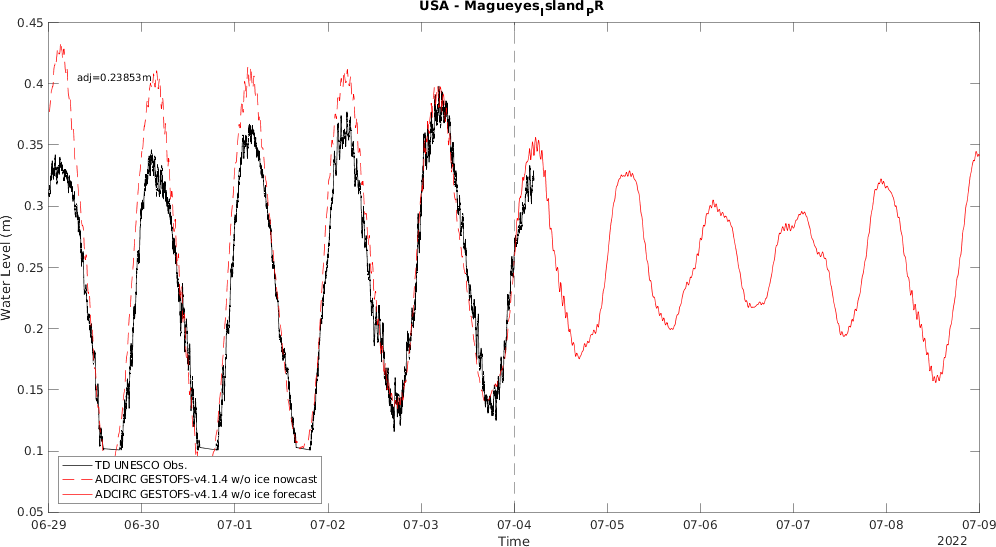 USA - Magueyes_Island_PR
0.45
0.4
0.35
0.3
0.25
0.2
0.15
0.1
0.05
Water Level (m)
adj=0.23853m
TD UNESCO Obs.
ADCIRC GESTOFS-v4.1.4 w/o ice nowcast
ADCIRC GESTOFS-v4.1.4 w/o ice forecast
06-29 06-30 07-01 07-02 07-03 07-04 07-05 07-06 07-07 07-08 07-09
Time
2022